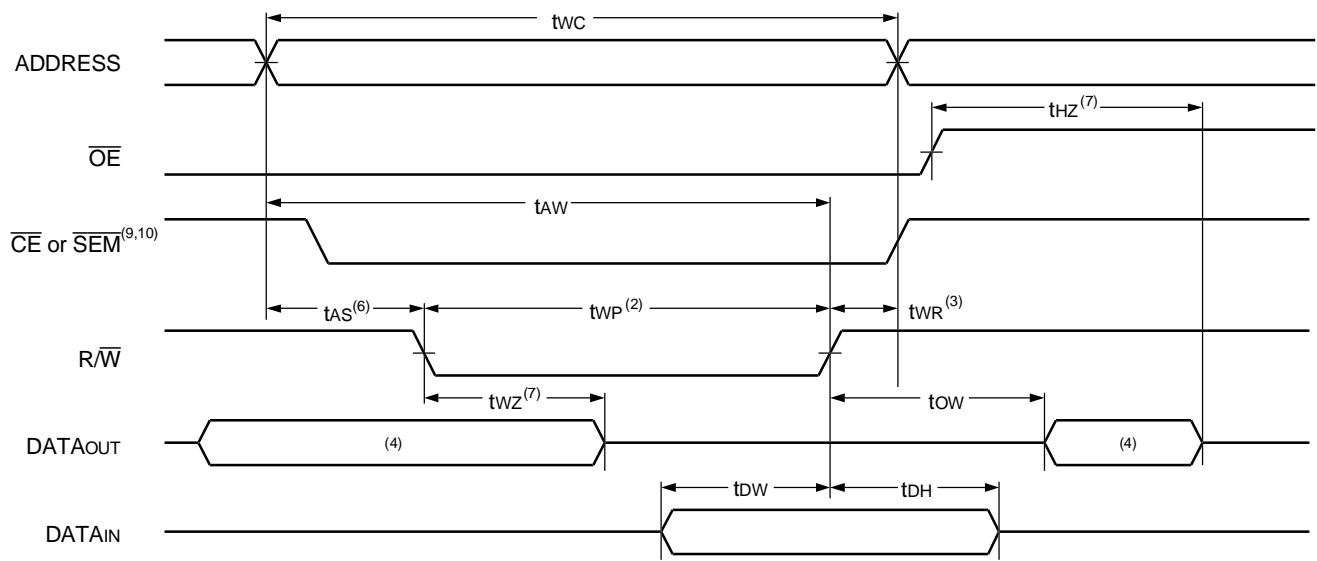 tWC
ADDRESS
tHZ(7)
OE
tAW
CE or SEM(9,10)
tAS(6) tWP(2) tWR(3)
R/W
tWZ(7) tOW
DATAOUT (4) (4)
tDW tDH
DATAIN